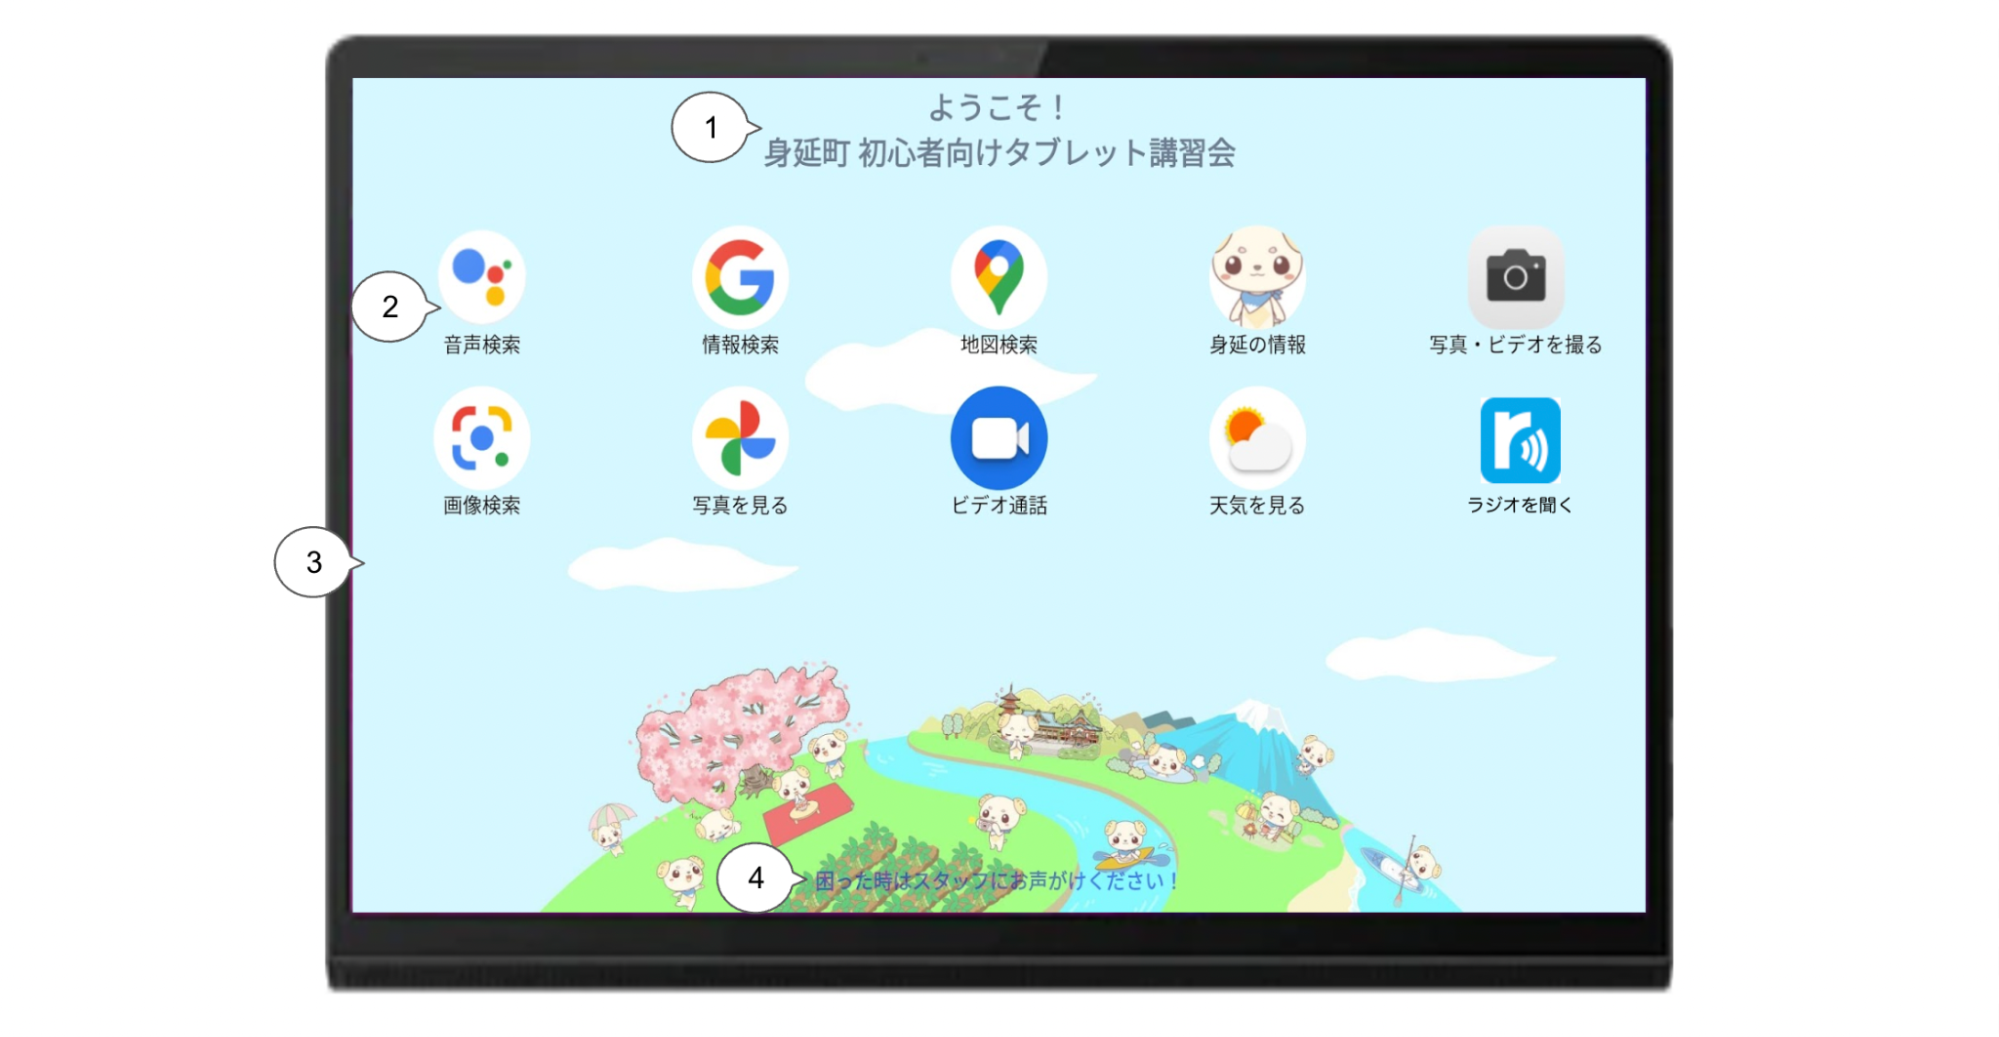 1
ようこそ！
身延町 初心者向けタブレット講習会
2
音声検索
情報検索
地図検索
身延の情報
写真・ビデオを撮る
画像検索
写真を見る
ビデオ通話
天気を見る
ラジオを聞く
3
4
困った時はスタッフにお声がけください！